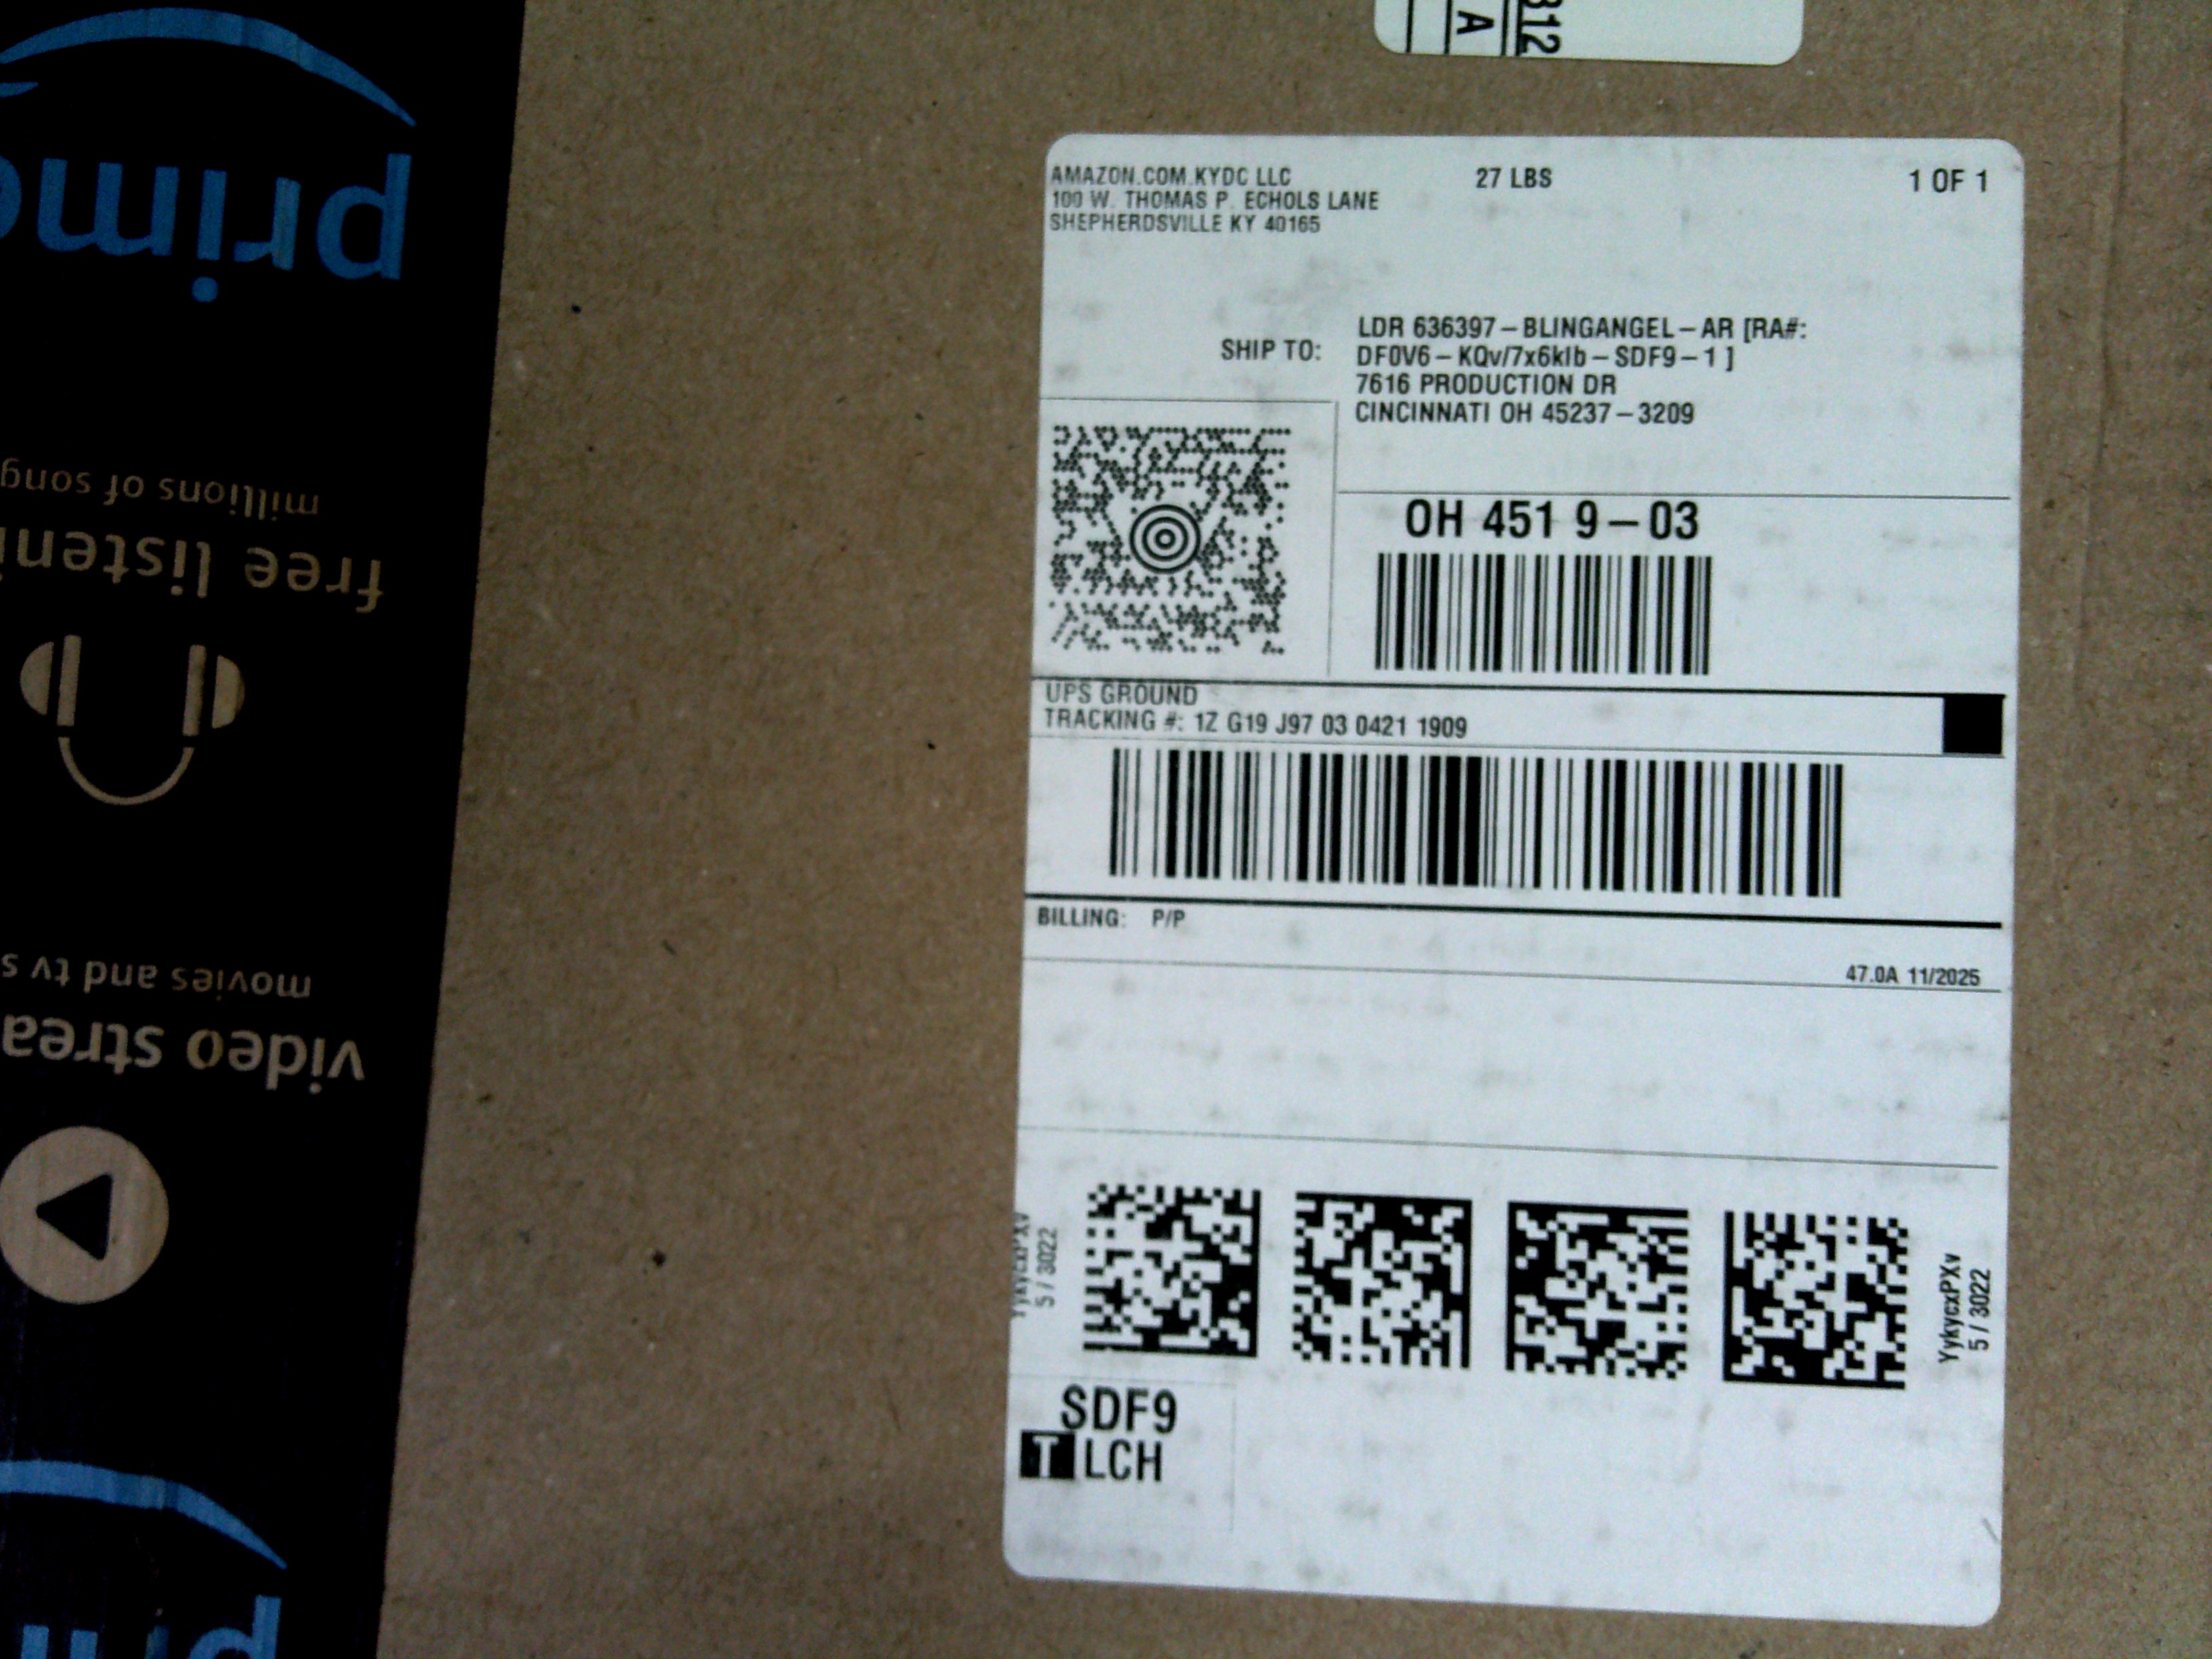 312
A
AMAZON.COM.KYDC LLC
100 W. THOMAS P. ECHOLS LANE
SHEPHERDSVILLE KY 40165
27 LBS
1 OF 1
SHIP TO:
LDR 636397-BLINGANGEL-AR [RA#:
DF0V6-KQv/7x6klb-SDF9-1 ]
7616 PRODUCTION DR
CINCINNATI OH 45237-3209
OH 451 9-03
UPS GROUND
TRACKING #: 1Z G19 J97 03 0421 1909
BILLING: P/P
47.0A 11/2025
YykycxPXv
5 / 3022
YykycxPXv
5 / 3022
SDF9
T LCH
prime
millions of song
free listeni
movies and tv s
video strea
prim